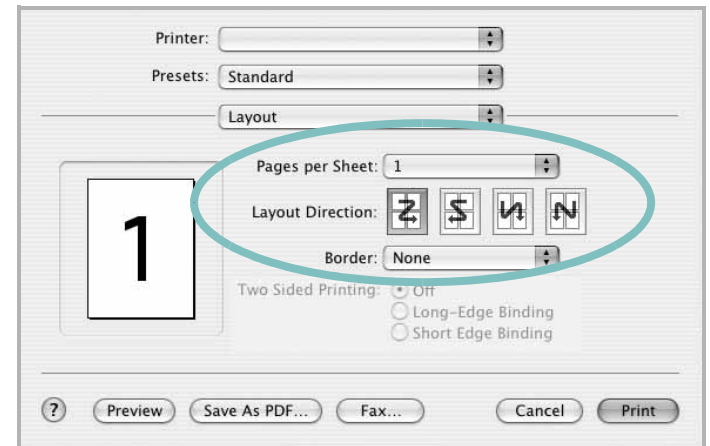 Printer:
Presets: Standard
Layout
Pages per Sheet: 1
Layout Direction:
1
Border: None
Two Sided Printing: Off
Long-Edge Binding
Short Edge Binding
? Preview Save As PDF... Fax... Cancel Print